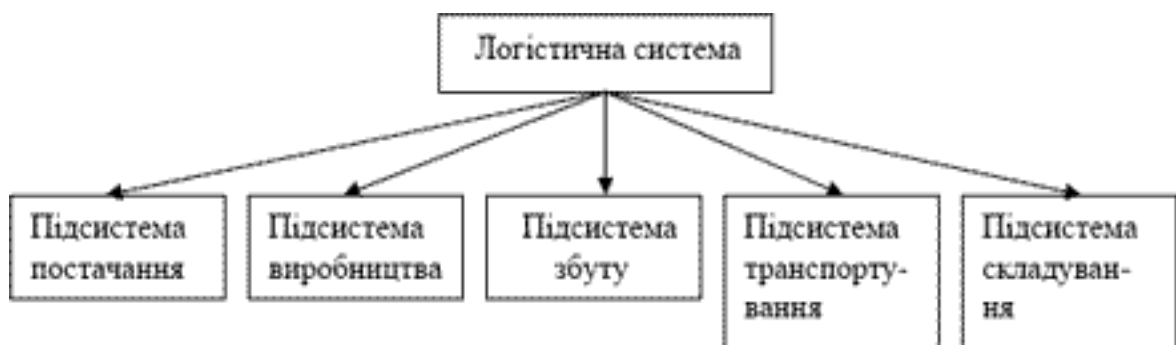 Логістична система
Підсистема
постачання
Підсистема
виробництва
Підсистема
збуту
Підсистема
транспорту-
вання
Підсистема
складуван-
ня